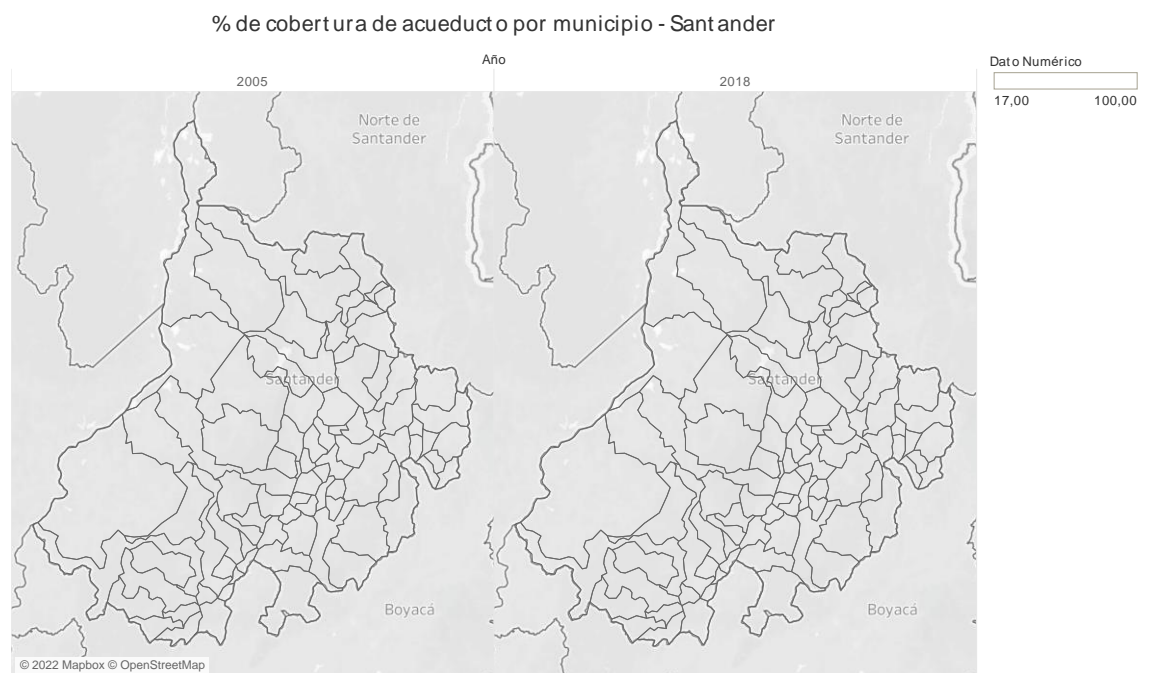 % de cobertura de acueducto por municipio - Santander
Año
2005
2018
Dato Numérico
17,00
100,00
Norte de
Santander
Santander
Boyacá
Norte de
Santander
Santander
Boyacá
© 2022 Mapbox © OpenStreetMap